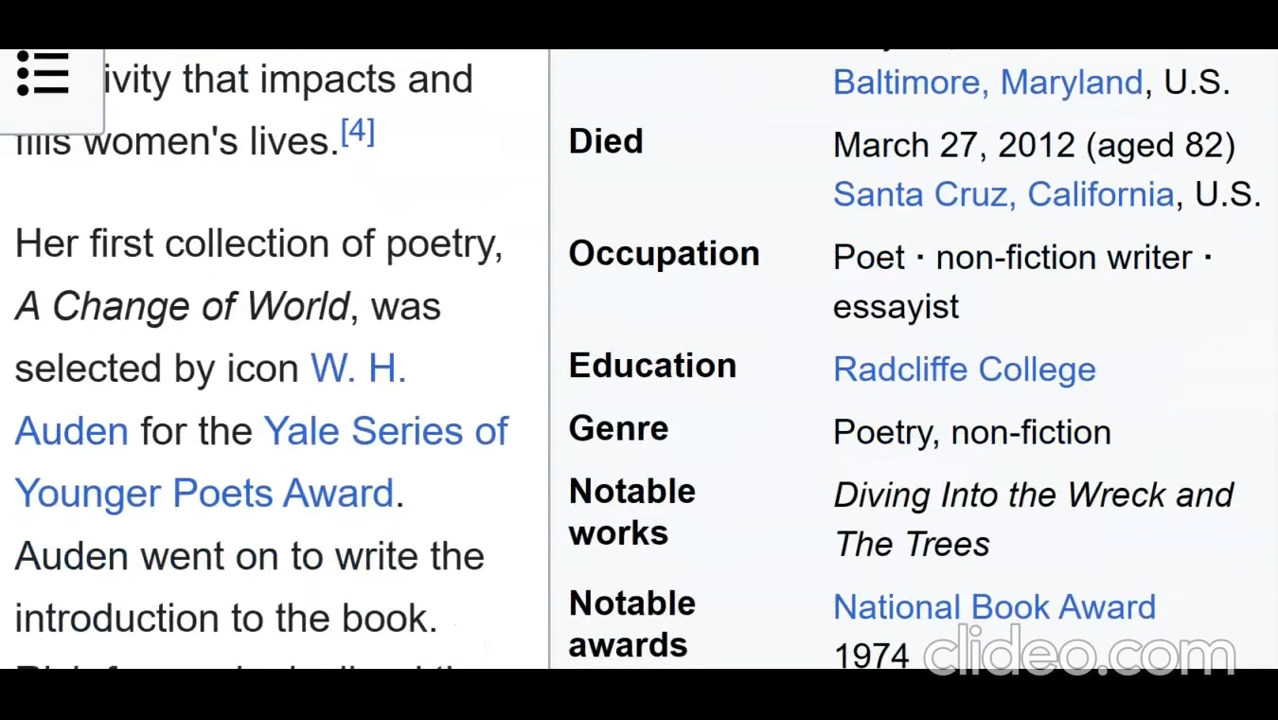 ivity that impacts and
fills women's lives.[4]
Her first collection of poetry,
A Change of World, was
selected by icon W. H.
Auden for the Yale Series of
Younger Poets Award.
Auden went on to write the
introduction to the book.
Baltimore, Maryland, U.S.
Died March 27, 2012 (aged 82)
Santa Cruz, California, U.S.
Occupation Poet · non-fiction writer ·
essayist
Education Radcliffe College
Genre Poetry, non-fiction
Notable works Diving Into the Wreck and
The Trees
Notable awards National Book Award
1974
clideo.com